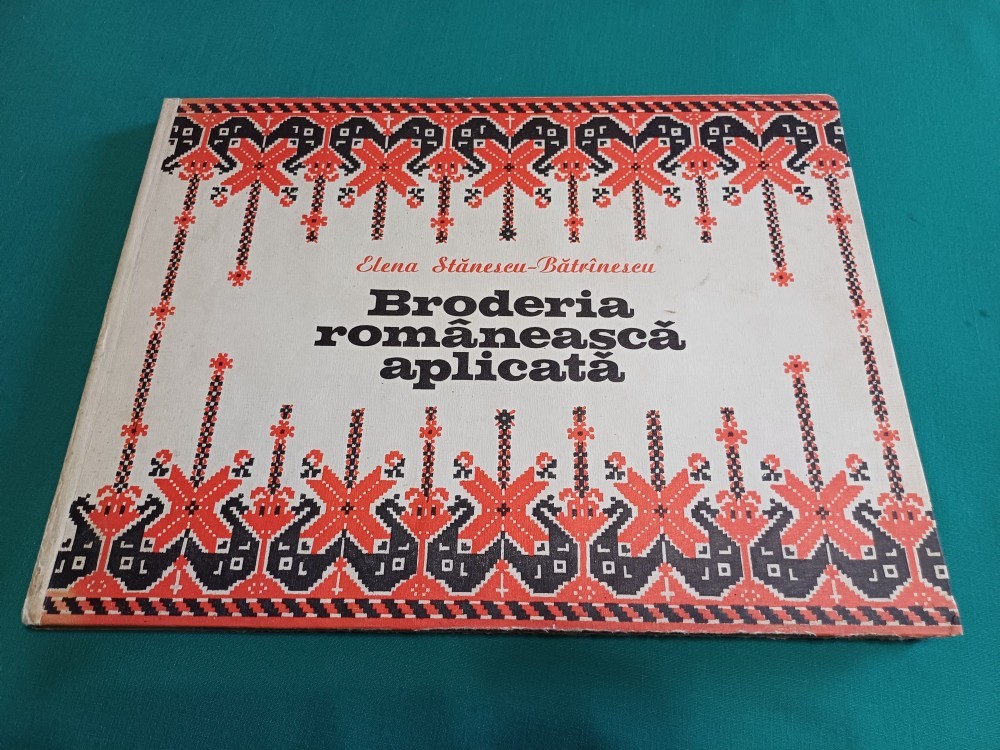 Elena Stănescu-Bătrînescu
Broderia
românească
aplicată